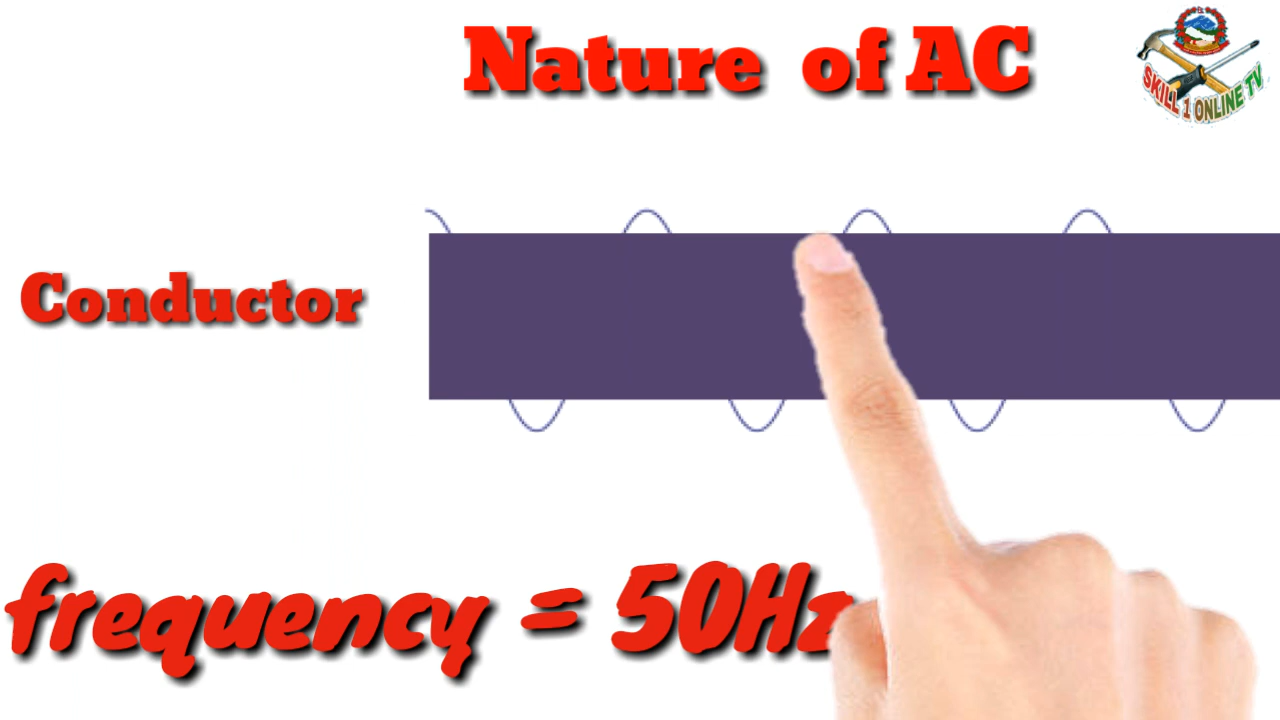 Nature of AC
SKILL 1 ONLINE TV
Conductor
frequency = 50Hz